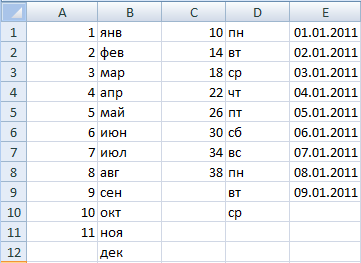 A B C D E
1 1 янв 10 пн 01.01.2011
2 2 фев 14 вт 02.01.2011
3 3 мар 18 ср 03.01.2011
4 4 апр 22 чт 04.01.2011
5 5 май 26 пт 05.01.2011
6 6 июн 30 сб 06.01.2011
7 7 июл 34 вс 07.01.2011
8 8 авг 38 пн 08.01.2011
9 9 сен вт 09.01.2011
10 10 окт ср
11 11 ноя
12 дек